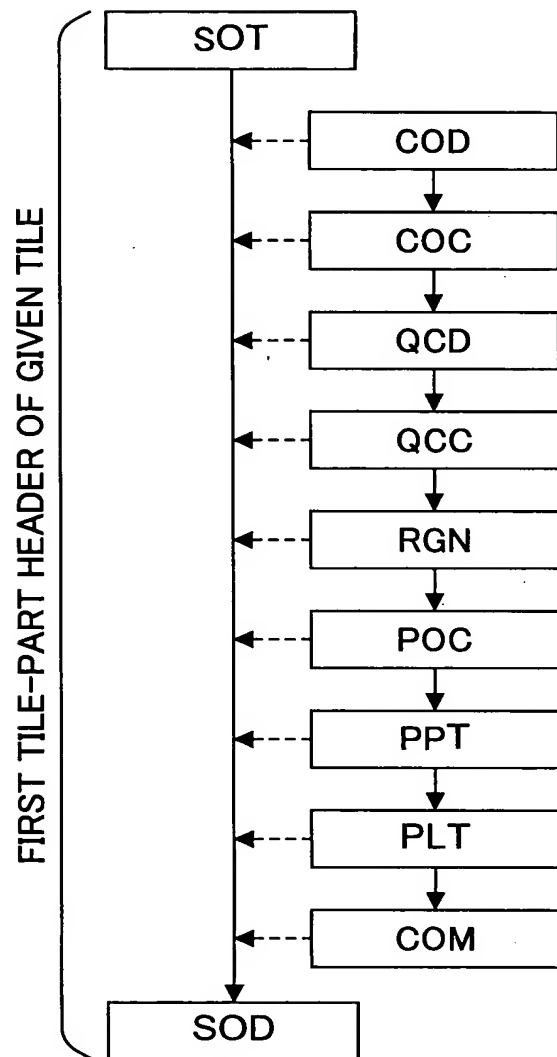 FIRST TILE-PART HEADER OF GIVEN TILE
SOT
COD
COC
QCD
QCC
RGN
POC
PPT
PLT
COM
SOD